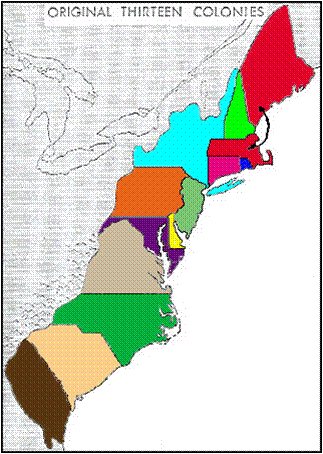 ORIGINAL THIRTEEN COLONIES